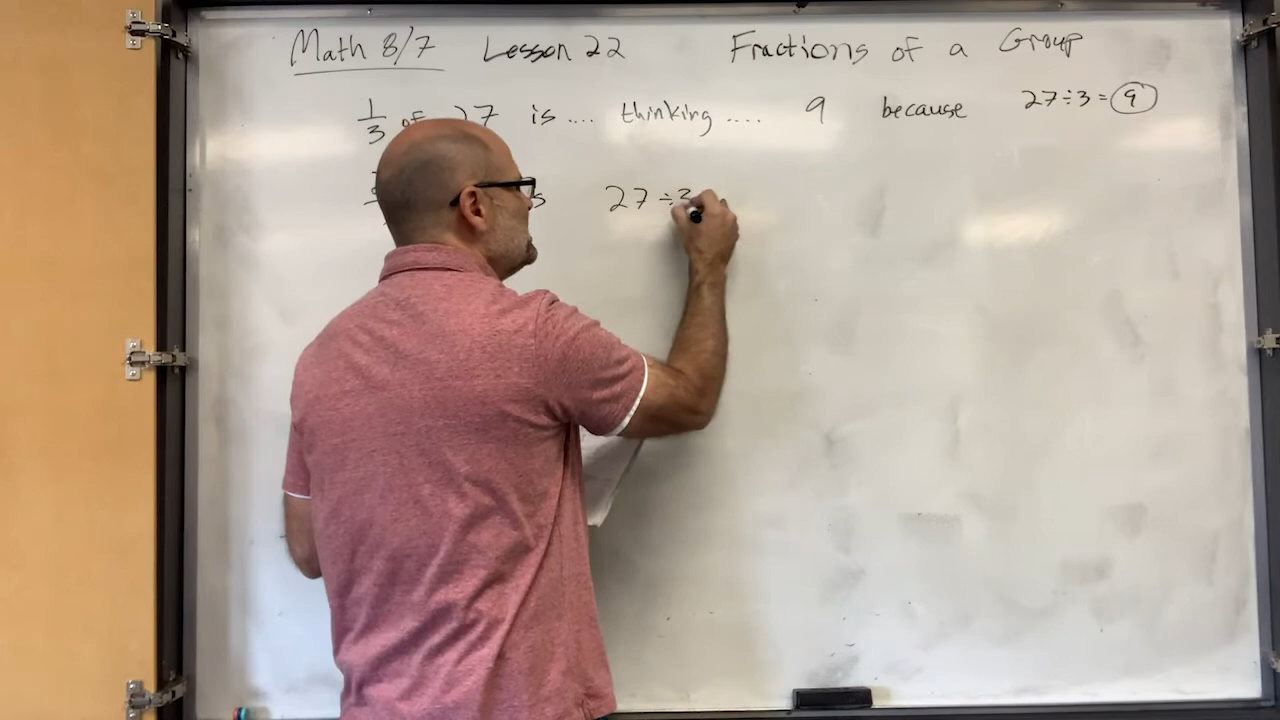 Math 8/7 Lesson 22 Fractions of a Group
1/3 of 27 is .... thinking .... 9 because 27÷3=9
27÷3